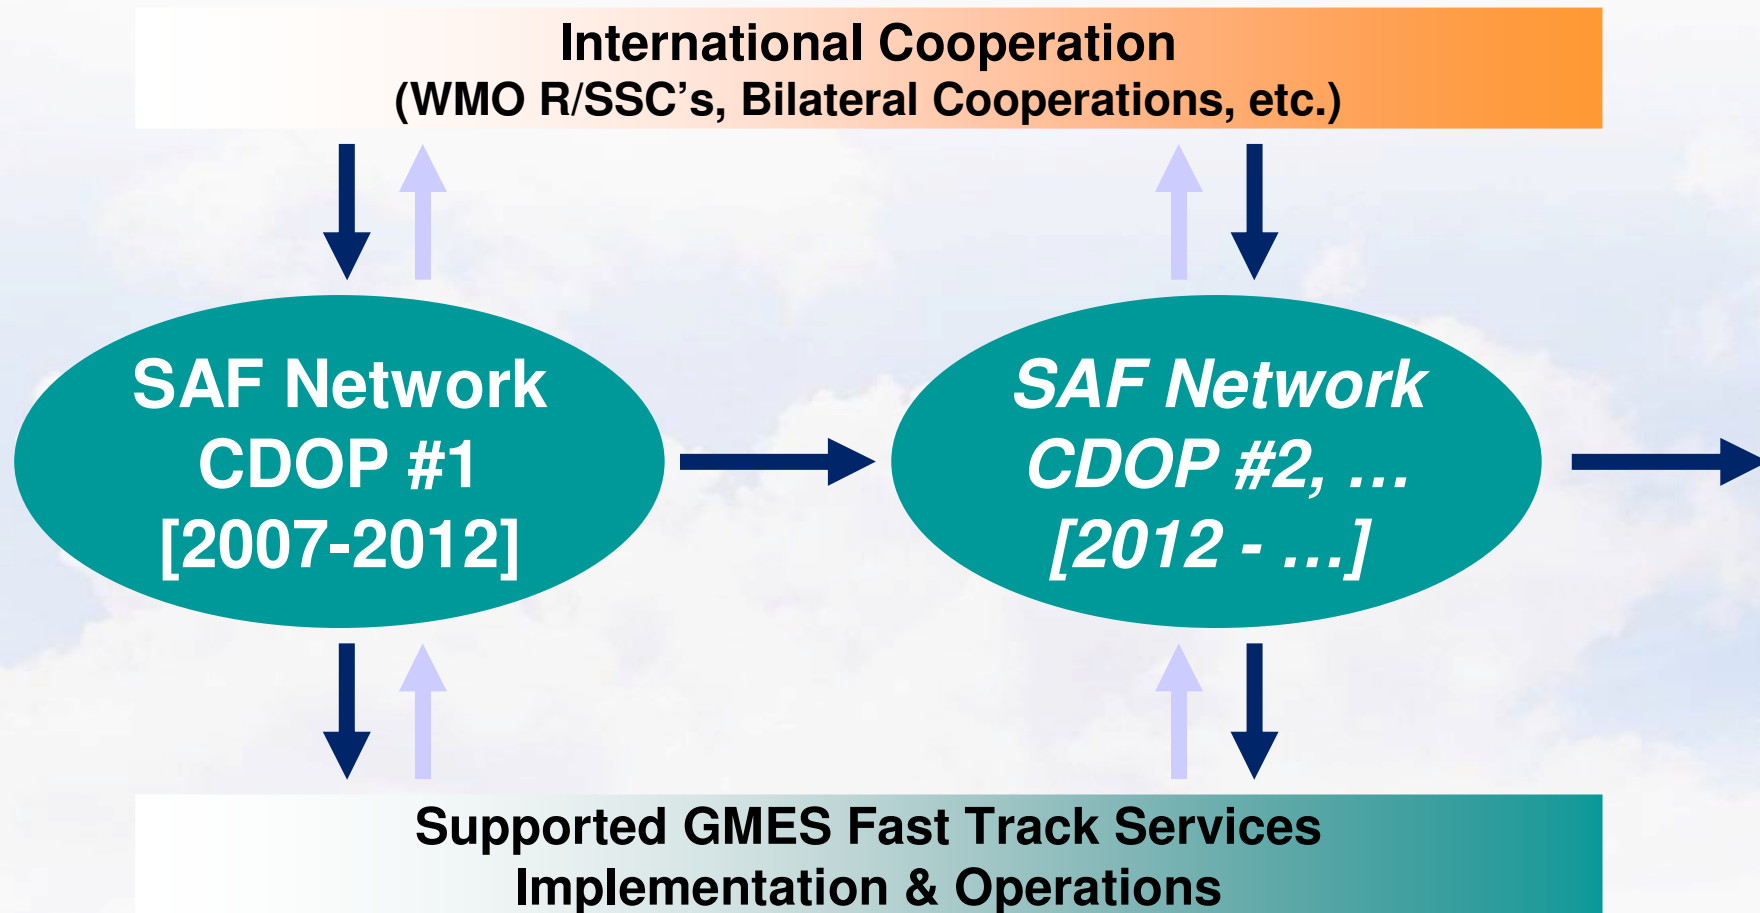 International Cooperation
(WMO R/SSC’s, Bilateral Cooperations, etc.)
SAF Network
CDOP #1
[2007-2012]
SAF Network
CDOP #2, …
[2012 - …]
Supported GMES Fast Track Services
Implementation & Operations